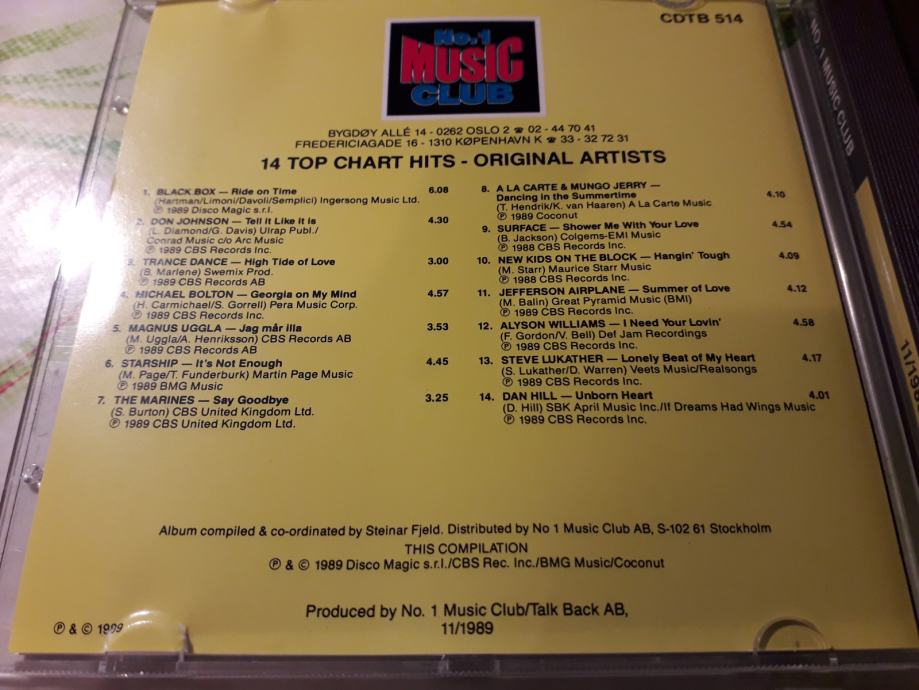 CDTB 514
No.1
MUSIC
CLUB
BYGDØY ALLÉ 14 - 0262 OSLO 2 ☎ 02 - 44 70 41
FREDERICIAGADE 16 - 1310 KØPENHAVN K ☎ 33 - 32 72 31
14 TOP CHART HITS - ORIGINAL ARTISTS
1. BLACK BOX — Ride on Time 6.08
(Hartman/Limoni/Davoli/Semplici) Ingersong Music Ltd.
℗ 1989 Disco Magic s.r.l.
2. DON JOHNSON — Tell It Like it is 4.30
(L. Diamond/G. Davis) Ulrap Publ./
Conrad Music c/o Arc Music
℗ 1989 CBS Records Inc.
3. TRANCE DANCE — High Tide of Love 3.00
(B. Marlene) Swemix Prod.
℗ 1989 CBS Records AB
4. MICHAEL BOLTON — Georgia on My Mind 4.57
(H. Carmichael/S. Gorrell) Pera Music Corp.
℗ 1989 CBS Records Inc.
5. MAGNUS UGGLA — Jag mår illa 3.53
(M. Uggla/A. Henriksson) CBS Records AB
℗ 1989 CBS Records AB
6. STARSHIP — It's Not Enough 4.45
(M. Page/T. Funderburk) Martin Page Music
℗ 1989 BMG Music
7. THE MARINES — Say Goodbye 3.25
(S. Burton) CBS United Kingdom Ltd.
℗ 1989 CBS United Kingdom Ltd.
8. A LA CARTE & MUNGO JERRY —
Dancing in the Summertime 4.10
(T. Hendrik/K. van Haaren) A La Carte Music
℗ 1989 Coconut
9. SURFACE — Shower Me With Your Love 4.54
(B. Jackson) Colgems-EMI Music
℗ 1988 CBS Records Inc.
10. NEW KIDS ON THE BLOCK — Hangin' Tough 4.09
(M. Starr) Maurice Starr Music
℗ 1988 CBS Records Inc.
11. JEFFERSON AIRPLANE — Summer of Love 4.12
(M. Balin) Great Pyramid Music (BMI)
℗ 1989 CBS Records Inc.
12. ALYSON WILLIAMS — I Need Your Lovin' 4.58
(F. Gordon/V. Bell) Def Jam Recordings
℗ 1989 CBS Records Inc.
13. STEVE LUKATHER — Lonely Beat of My Heart 4.17
(S. Lukather/D. Warren) Veets Music/Realsongs
℗ 1989 CBS Records Inc.
14. DAN HILL — Unborn Heart 4.01
(D. Hill) SBK April Music Inc./If Dreams Had Wings Music
℗ 1989 CBS Records Inc.
Album compiled & co-ordinated by Steinar Fjeld. Distributed by No 1 Music Club AB, S-102 61 Stockholm
THIS COMPILATION
℗ & © 1989 Disco Magic s.r.l./CBS Rec. Inc./BMG Music/Coconut
Produced by No. 1 Music Club/Talk Back AB,
11/1989
℗ & © 1989
NO. 1 MUSIC CLUB